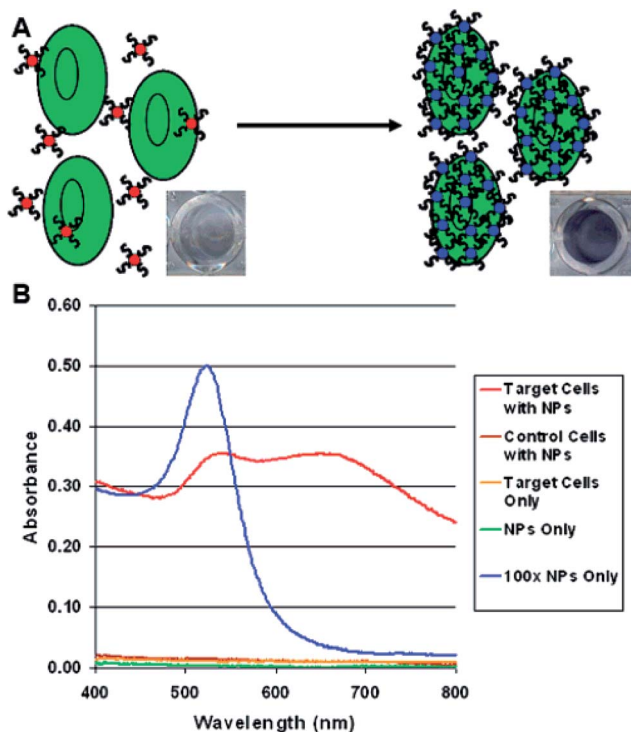 A
B
0.60
0.50
0.40
0.30
0.20
0.10
0.00
Absorbance
400
500
600
700
800
Wavelength (nm)
Target Cells
with NPs
Control Cells
with NPs
Target Cells
Only
NPs Only
100x NPs Only